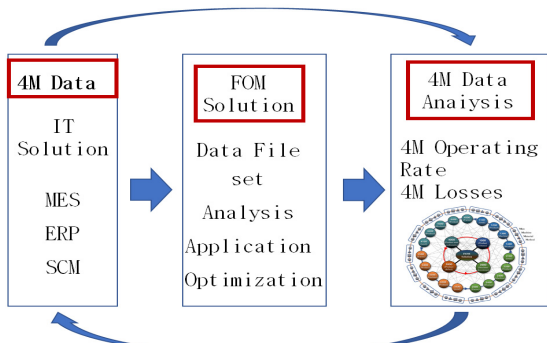 4M Data
IT
Solution
MES
ERP
SCM
FOM
Solution
Data File
set
Analysis
Application
Optimization
4M Data
Anaiysis
4M Operating
Rate
4M Losses